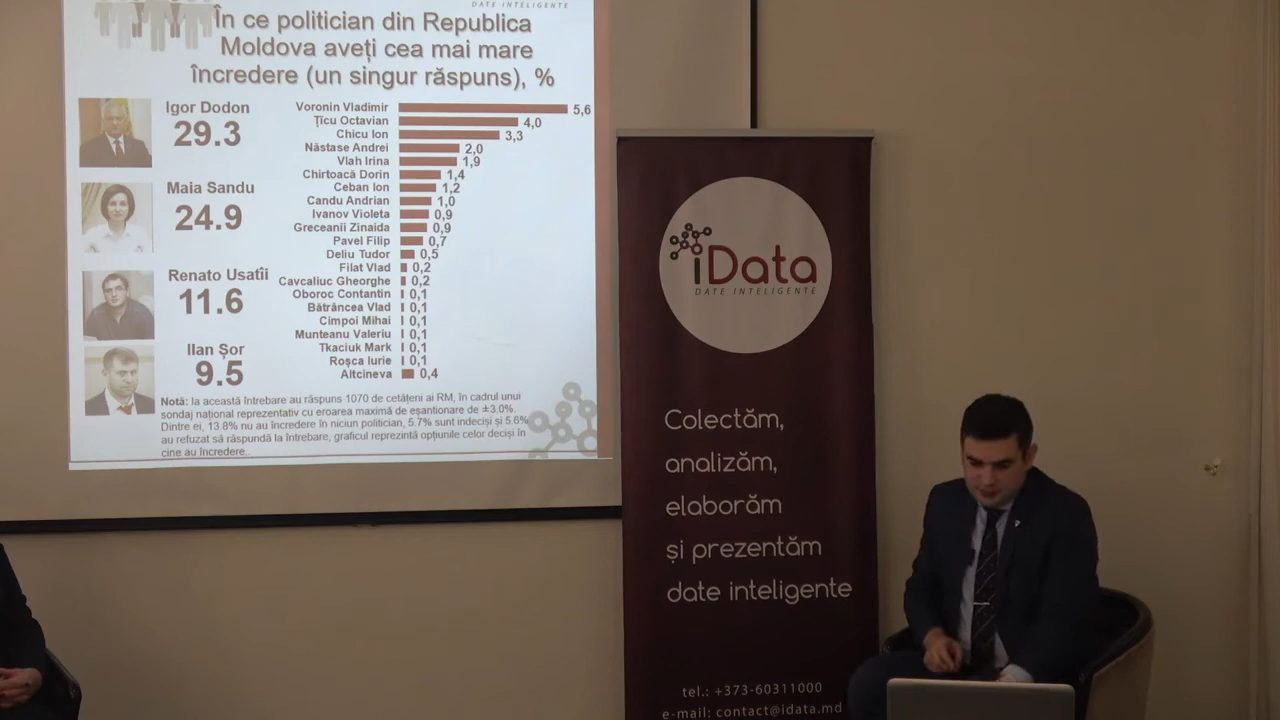 DATE INTELIGENTE
În ce politician din Republica
Moldova aveți cea mai mare
încredere (un singur răspuns), %
Igor Dodon
29.3
Maia Sandu
24.9
Renato Usatîi
11.6
Ilan Șor
9.5
Voronin Vladimir 5,6
Țîcu Octavian 4,0
Chicu Ion 3,3
Năstase Andrei 2,0
Vlah Irina 1,9
Chirtoacă Dorin 1,4
Ceban Ion 1,2
Candu Andrian 1,0
Ivanov Violeta 0,9
Greceanii Zinaida 0,9
Pavel Filip 0,7
Deliu Tudor 0,5
Filat Vlad 0,2
Cavcaliuc Gheorghe 0,2
Oboroc Contantin 0,1
Bătrâncea Vlad 0,1
Cimpoi Mihai 0,1
Munteanu Valeriu 0,1
Tkaciuk Mark 0,1
Roșca Iurie 0,1
Altcineva 0,4
Notă: la această întrebare au răspuns 1070 de cetățeni ai RM, în cadrul unui
sondaj național reprezentativ cu eroarea maximă de eșantionare de ±3.0%.
Dintre ei, 13.8% nu au încredere în niciun politician, 5.7% sunt indeciși și 5.6%
au refuzat să răspundă la întrebare, graficul reprezintă opțiunile celor deciși în
cine au încredere..
iData
DATE INTELIGENTE
Colectăm,
analizăm,
elaborăm
și prezentăm
date inteligente
tel.: +373-60311000
e-mail: contact@idata.md